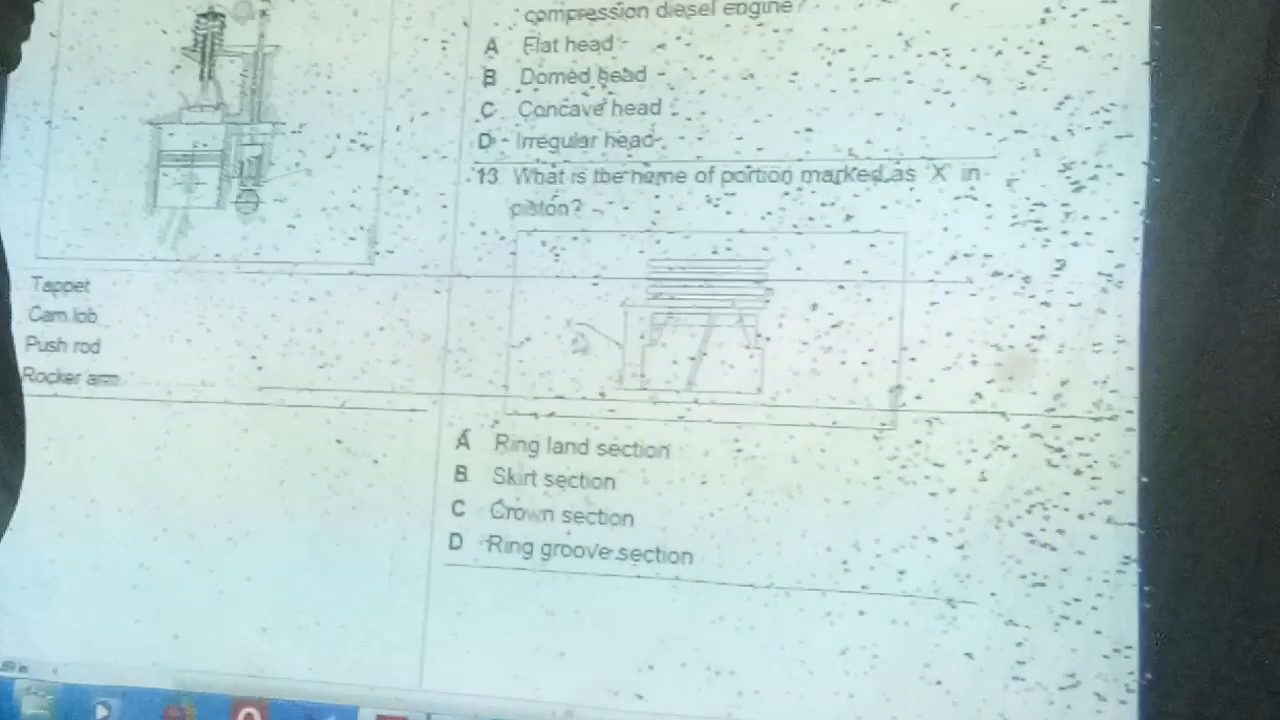 Tappet
Cam lob
Push rod
Rocker arm
compression diesel engine?
A Flat head
B Domed head
C Concave head
D Irregular head
13 What is the name of portion marked as 'X' in
piston?
X
A Ring land section
B Skirt section
C Crown section
D Ring groove section